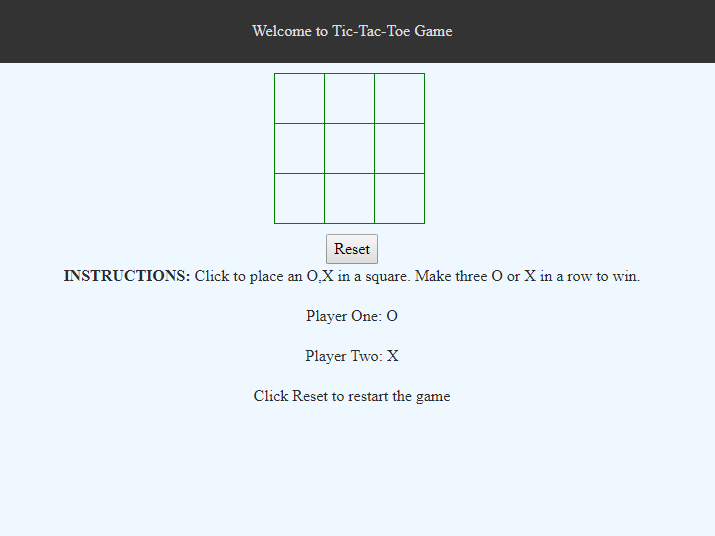 Welcome to Tic-Tac-Toe Game
Reset
INSTRUCTIONS: Click to place an O,X in a square. Make three O or X in a row to win.
Player One: O
Player Two: X
Click Reset to restart the game